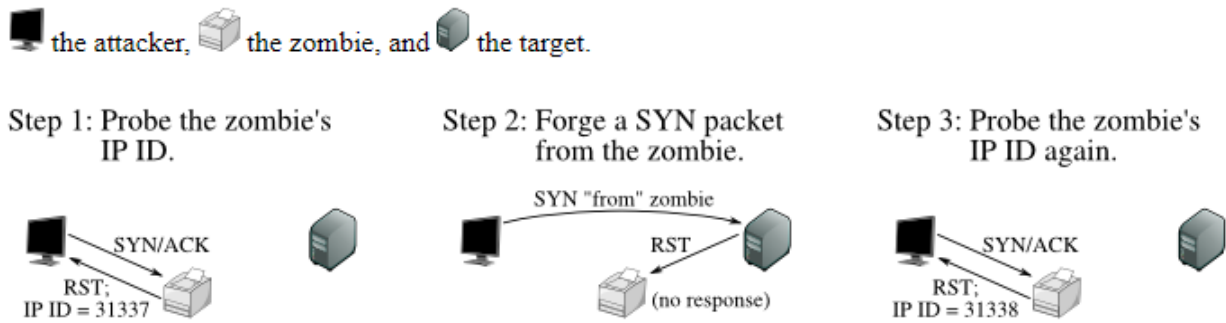 the attacker, the zombie, and the target.
Step 1: Probe the zombie's
IP ID.
SYN/ACK
RST;
IP ID = 31337
Step 2: Forge a SYN packet
from the zombie.
SYN "from" zombie
RST
(no response)
Step 3: Probe the zombie's
IP ID again.
SYN/ACK
RST;
IP ID = 31338